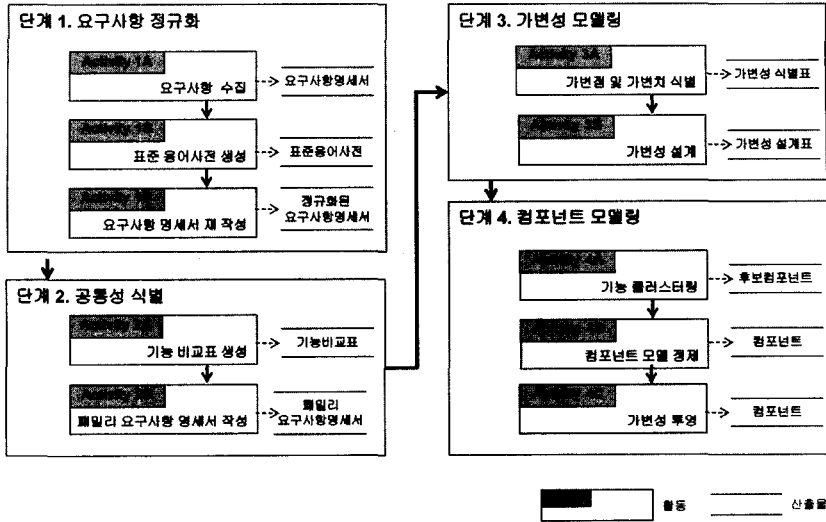 단계 1. 요구사항 정규화
Activity 1A
요구사항 수집
요구사항명세서
표준 용어사전 생성
표준용어사전
요구사항 명세서 재 작성
정규화된
요구사항명세서
단계 2. 공통성 식별
기능 비교표 생성
기능비교표
패밀리 요구사항 명세서 작성
패밀리
요구사항명세서
단계 3. 가변성 모델링
가변점 및 가변치 식별
가변성 식별표
가변성 설계
가변성 설계표
단계 4. 컴포넌트 모델링
기능 클러스터링
후보컴포넌트
컴포넌트 모델 정제
컴포넌트
가변성 투영
컴포넌트
활동
산출물